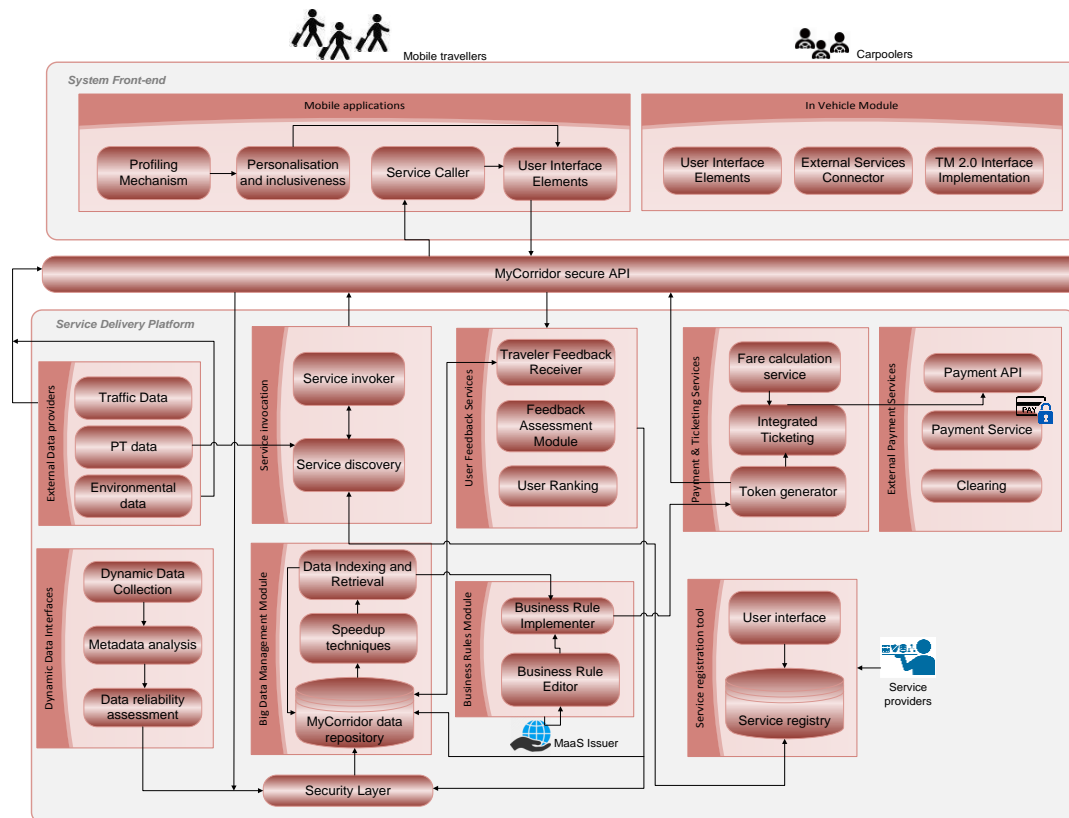 Mobile travellers
Carpoolers
System Front-end
Mobile applications
Profiling
Mechanism
Personalisation
and inclusiveness
Service Caller
User Interface
Elements
In Vehicle Module
User Interface
Elements
External Services
Connector
TM 2.0 Interface
Implementation
MyCorridor secure API
Service Delivery Platform
External Data providers
Traffic Data
PT data
Environmental
data
Service invocation
Service invoker
Service discovery
User Feedback Services
Traveler Feedback
Receiver
Feedback
Assessment
Module
User Ranking
Payment & Ticketing Services
Fare calculation
service
Integrated
Ticketing
Token generator
External Payment Services
Payment API
PAY
Payment Service
Clearing
Dynamic Data Interfaces
Dynamic Data
Collection
Metadata analysis
Data reliability
assessment
Big Data Management Module
Data Indexing and
Retrieval
Speedup
techniques
MyCorridor data
repository
Business Rules Module
Business Rule
Implementer
Business Rule
Editor
MaaS Issuer
Service registration tool
User interface
Service registry
Service
providers
Security Layer